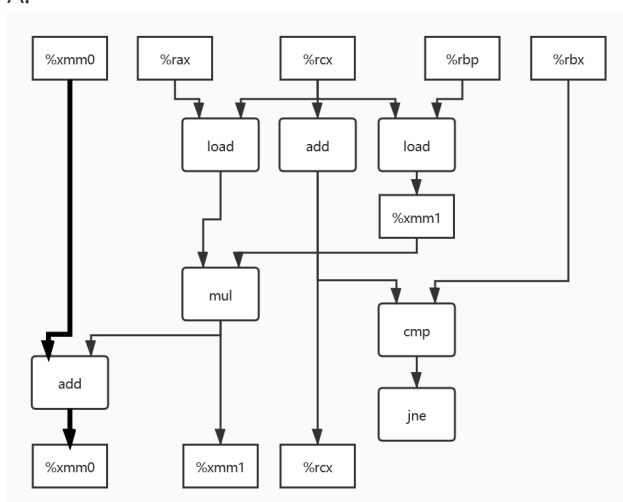 %xmm0 %rax %rcx %rbp %rbx
load add load
%xmm1
mul
cmp
add
jne
%xmm0 %xmm1 %rcx